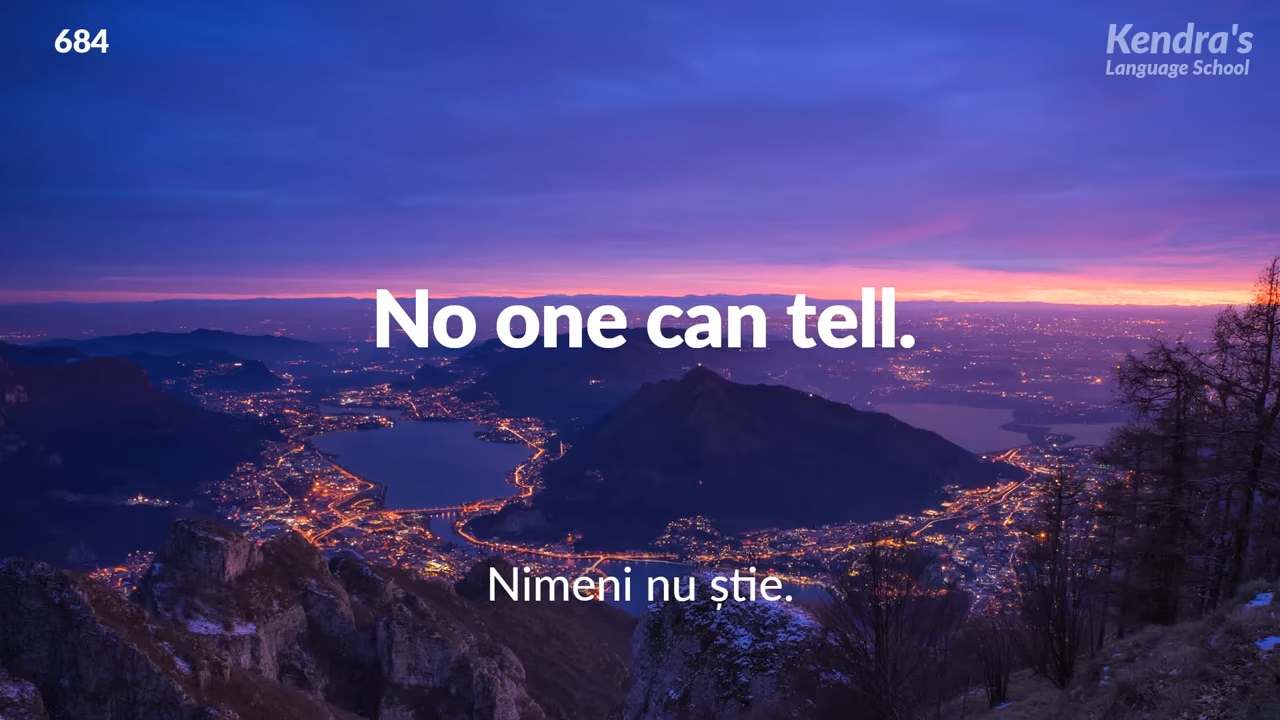 684
Kendra's
Language School
No one can tell.
Nimeni nu știe.